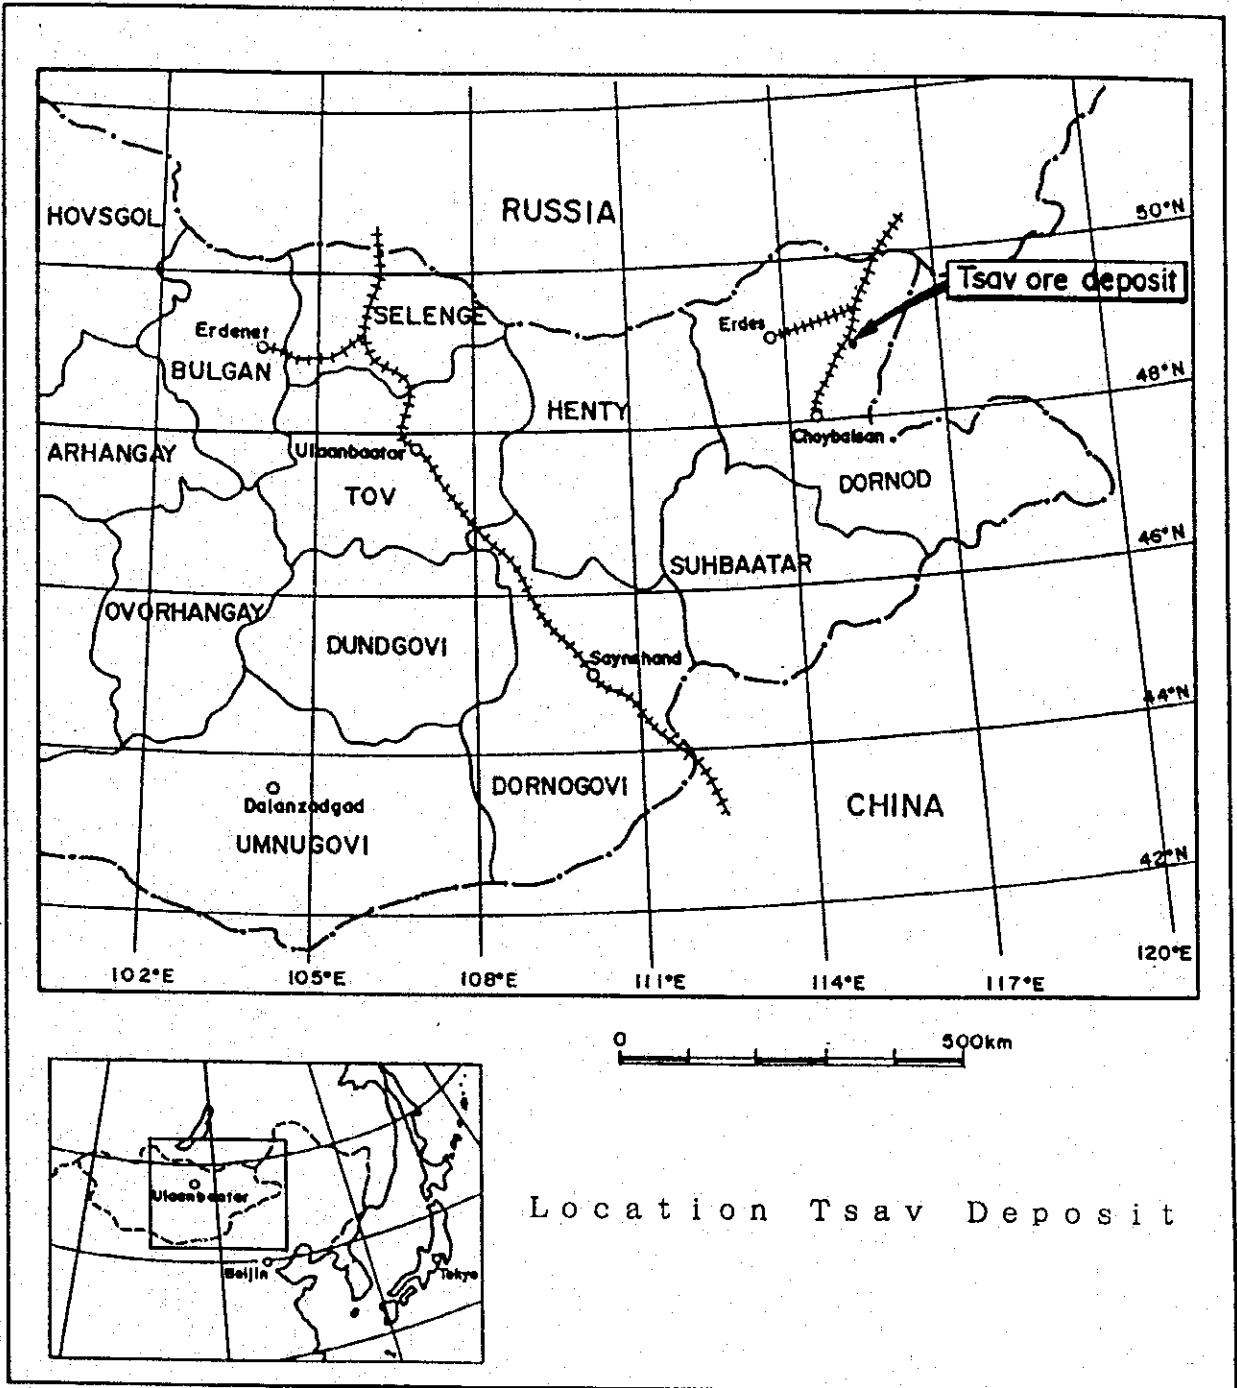 RUSSIA
HOVSGOL
50°N
Tsav ore deposit
SELENGE
Erdenet
Erdes
BULGAN
48°N
HENTY
Choybalsan
Ulaanbaatar
ARHANGAY
DORNOD
TOV
46°N
SUHBAATAR
OVORHANGAY
DUNDGOVI
Saynshand
44°N
DORNOGOVI
CHINA
Dalanzadgad
UMNUGOVI
42°N
102°E 105°E 108°E 111°E 114°E 117°E 120°E
0 500km
Ulaanbaatar
Beijin
Tokyo
Location Tsav Deposit